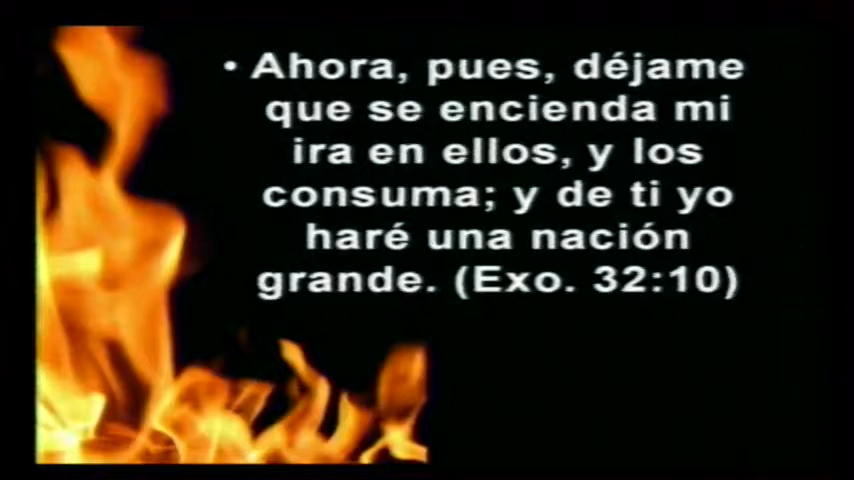 • Ahora, pues, déjame
que se encienda mi
ira en ellos, y los
consuma; y de ti yo
haré una nación
grande. (Exo. 32:10)